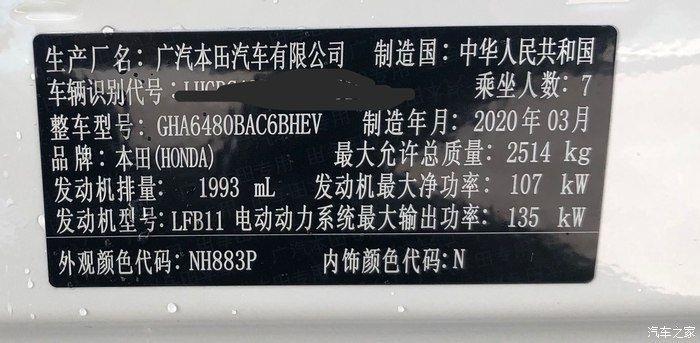 生产厂名: 广汽本田汽车有限公司 制造国: 中华人民共和国
车辆识别代号: 乘坐人数: 7
整车型号: GHA6480BAC6BHEV 制造年月: 2020年03月
品牌: 本田(HONDA) 最大允许总质量: 2514 kg
发动机排量: 1993 mL 发动机最大净功率: 107 kW
发动机型号: LFB11 电动动力系统最大输出功率: 135 kW
外观颜色代码: NH883P 内饰颜色代码: N
汽车之家